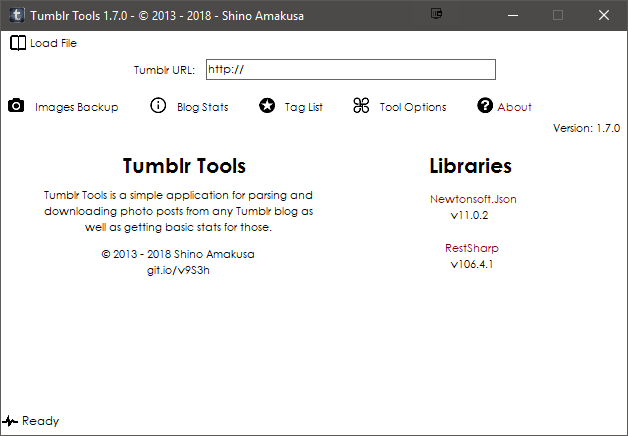 Tumblr Tools 1.7.0 - © 2013 - 2018 - Shino Amakusa
Load File
Tumblr URL: http://
Images Backup Blog Stats Tag List Tool Options About
Version: 1.7.0
Tumblr Tools
Tumblr Tools is a simple application for parsing and
downloading photo posts from any Tumblr blog as
well as getting basic stats for those.
© 2013 - 2018 Shino Amakusa
git.io/v9S3h
Libraries
Newtonsoft.Json
v11.0.2
RestSharp
v106.4.1
Ready